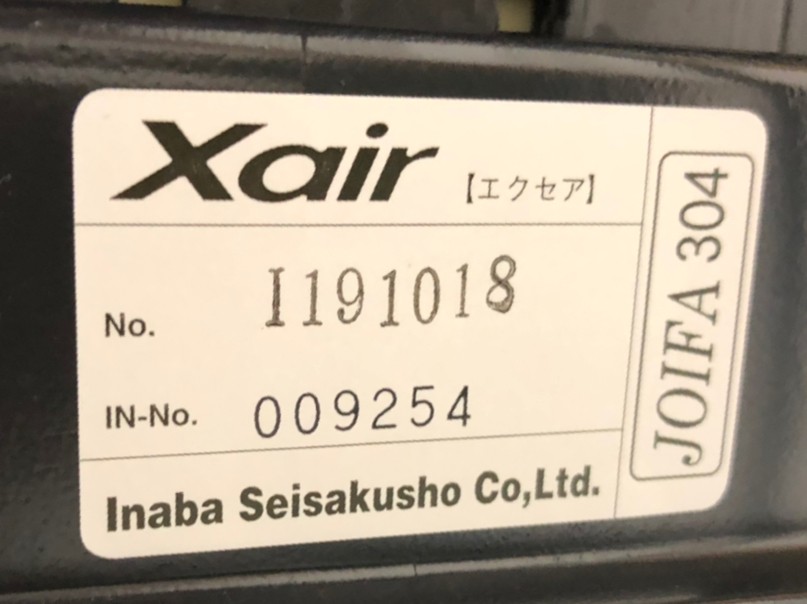 Xair 【エクセア】
No. I191018
IN-No. 009254
Inaba Seisakusho Co,Ltd.
JOIFA 304